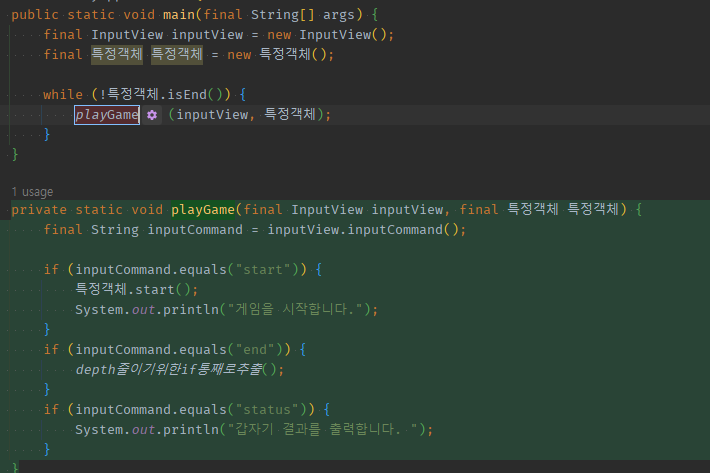 public static void main(final String[] args) {
final InputView inputView = new InputView();
final 특정객체 특정객체 = new 특정객체();
while (!특정객체.isEnd()) {
playGame (inputView, 특정객체);
}
}
1 usage
private static void playGame(final InputView inputView, final 특정객체 특정객체) {
final String inputCommand = inputView.inputCommand();
if (inputCommand.equals("start")) {
특정객체.start();
System.out.println("게임을 시작합니다.");
}
if (inputCommand.equals("end")) {
depth줄이기위한if통째로추출();
}
if (inputCommand.equals("status")) {
System.out.println("갑자기 결과를 출력합니다. ");
}
}